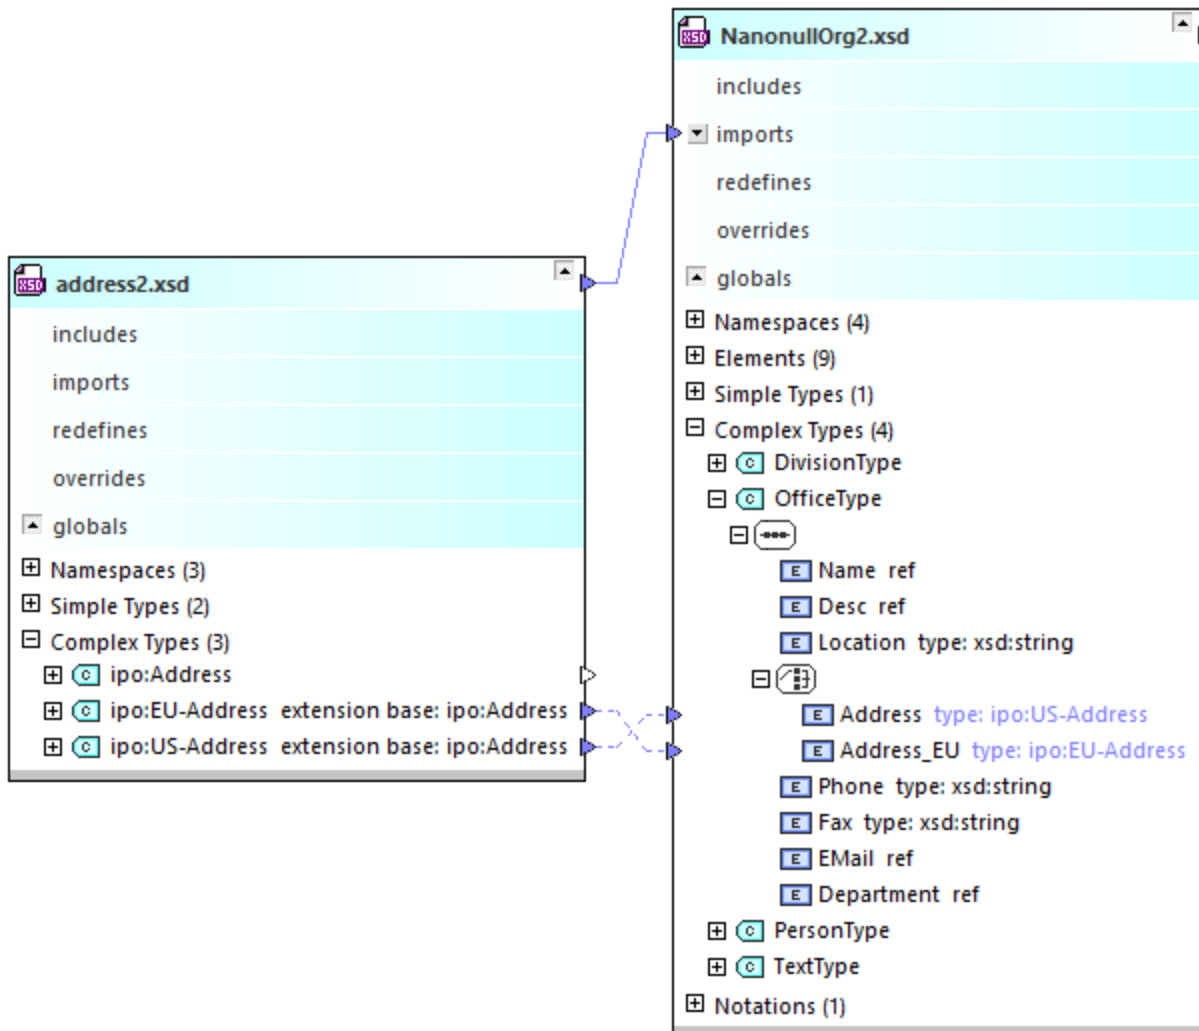 NanonullOrg2.xsd
includes
imports
redefines
overrides
globals
Namespaces (4)
Elements (9)
Simple Types (1)
Complex Types (4)
DivisionType
OfficeType
Name ref
Desc ref
Location type: xsd:string
Address type: ipo:US-Address
Address_EU type: ipo:EU-Address
Phone type: xsd:string
Fax type: xsd:string
EMail ref
Department ref
PersonType
TextType
Notations (1)
address2.xsd
includes
imports
redefines
overrides
globals
Namespaces (3)
Simple Types (2)
Complex Types (3)
ipo:Address
ipo:EU-Address extension base: ipo:Address
ipo:US-Address extension base: ipo:Address